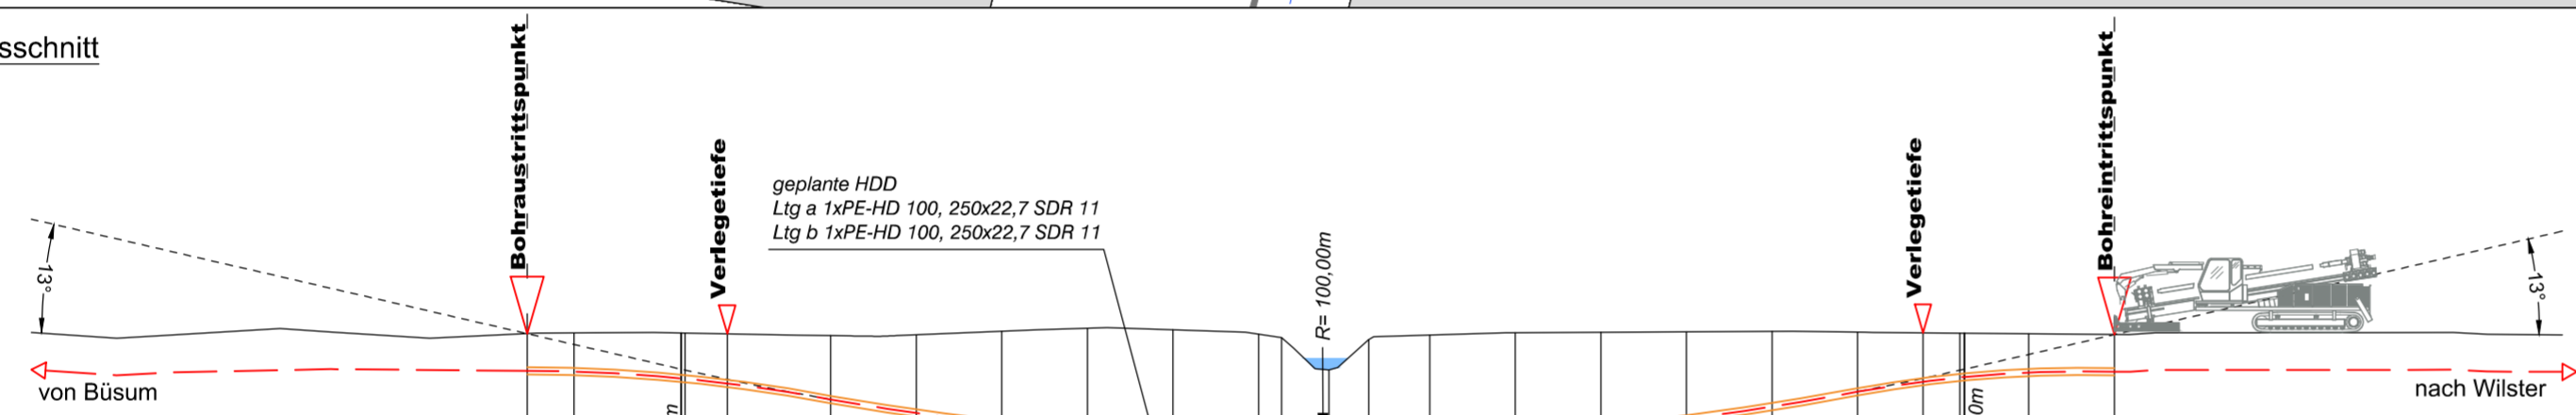 sschnitt
Bohraustrittspunkt
Verlegetiefe
geplante HDD
Ltg a 1xPE-HD 100, 250x22,7 SDR 11
Ltg b 1xPE-HD 100, 250x22,7 SDR 11
R= 100,00m
Verlegetiefe
Bohreintrittspunkt
13°
13°
von Büsum
m
0m
nach Wilster